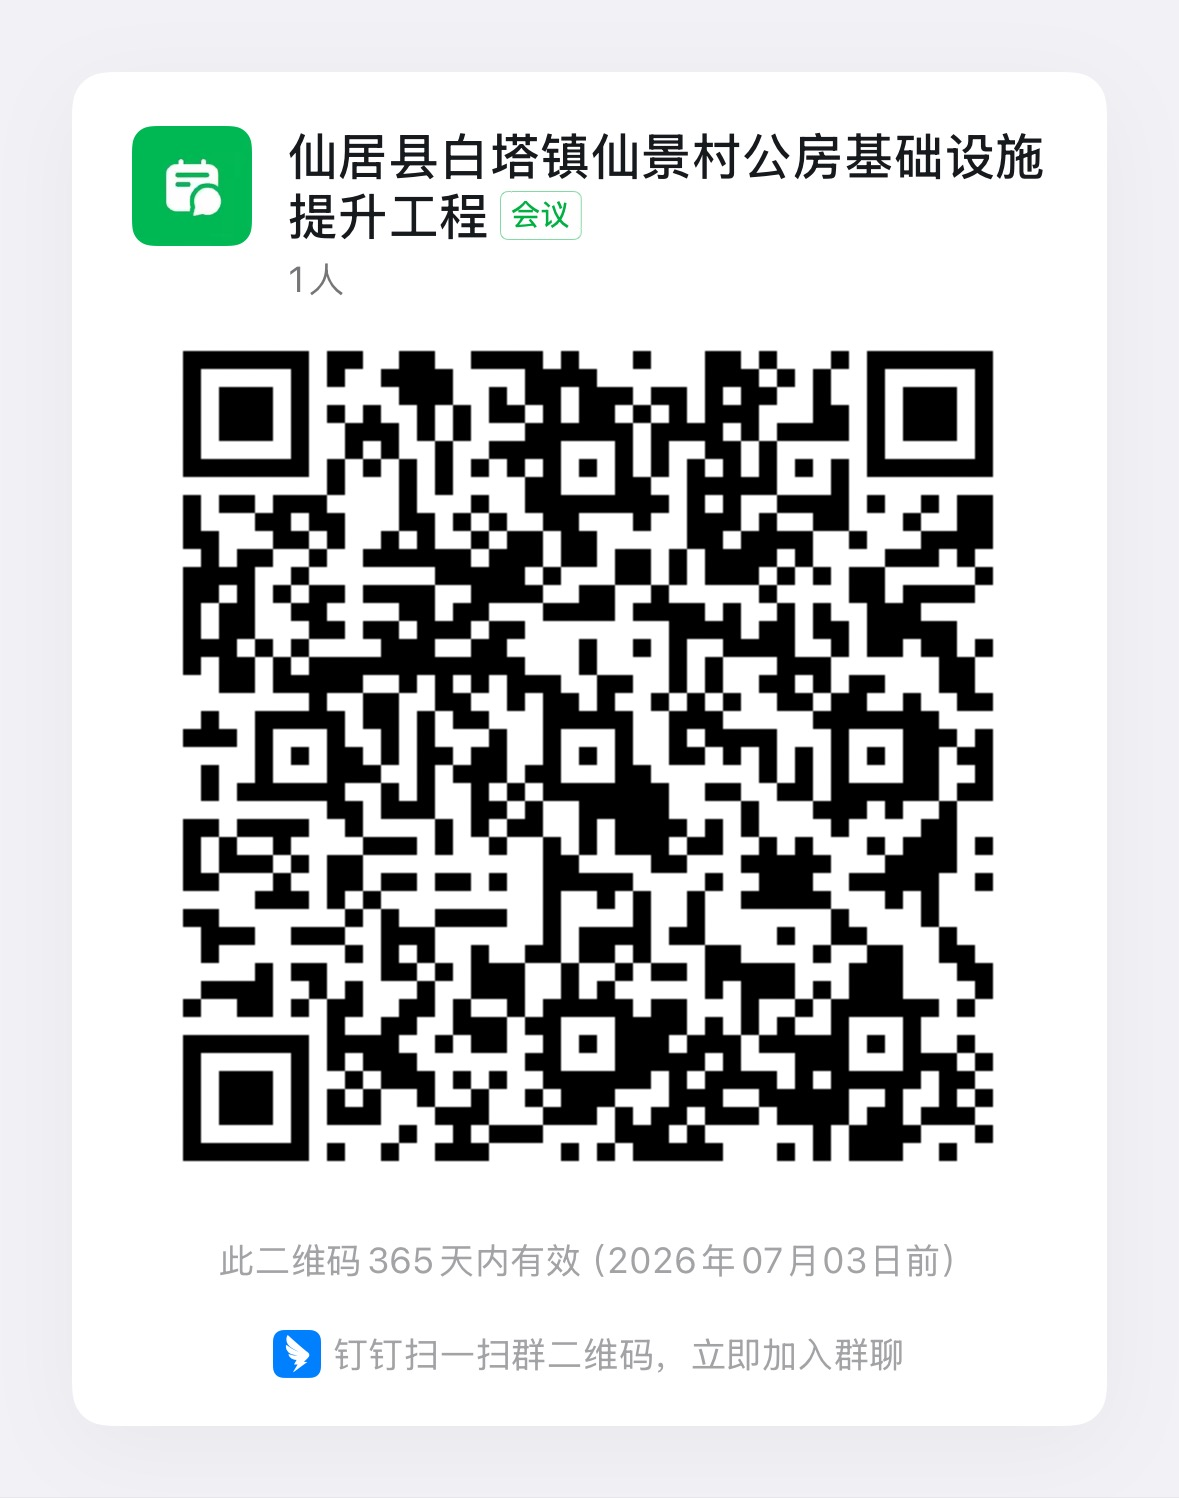 仙居县白塔镇仙景村公房基础设施
提升工程 会议
1人
此二维码365天内有效 (2026年07月03日前)
钉钉扫一扫群二维码，立即加入群聊